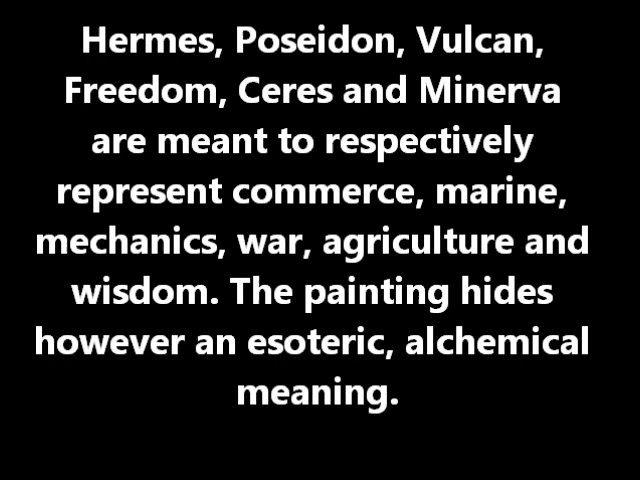 Hermes, Poseidon, Vulcan,
Freedom, Ceres and Minerva
are meant to respectively
represent commerce, marine,
mechanics, war, agriculture and
wisdom. The painting hides
however an esoteric, alchemical
meaning.